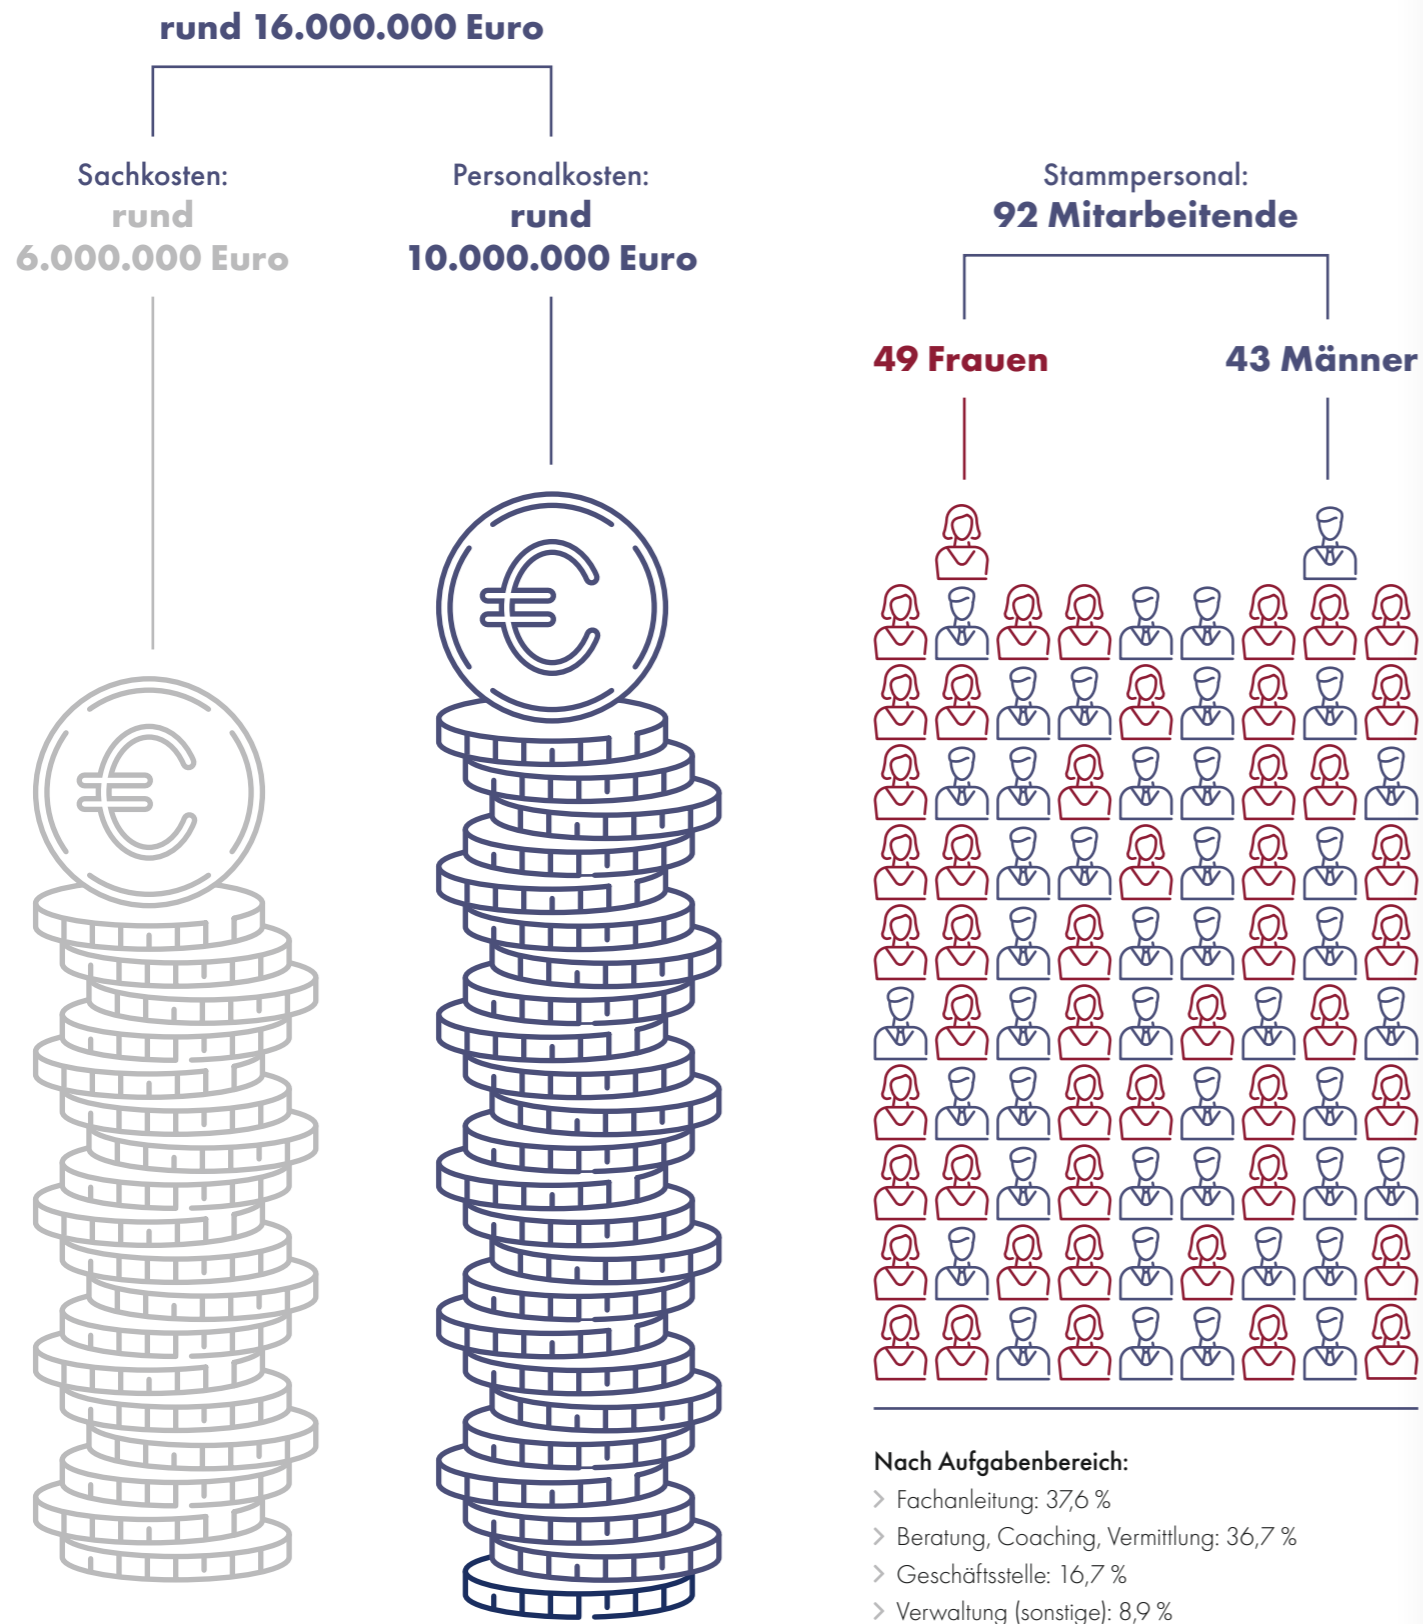 rund 16.000.000 Euro
Sachkosten:
rund
6.000.000 Euro
Personalkosten:
rund
10.000.000 Euro
Stammpersonal:
92 Mitarbeitende
49 Frauen
43 Männer
Nach Aufgabenbereich:
> Fachanleitung: 37,6 %
> Beratung, Coaching, Vermittlung: 36,7 %
> Geschäftsstelle: 16,7 %
> Verwaltung (sonstige): 8,9 %